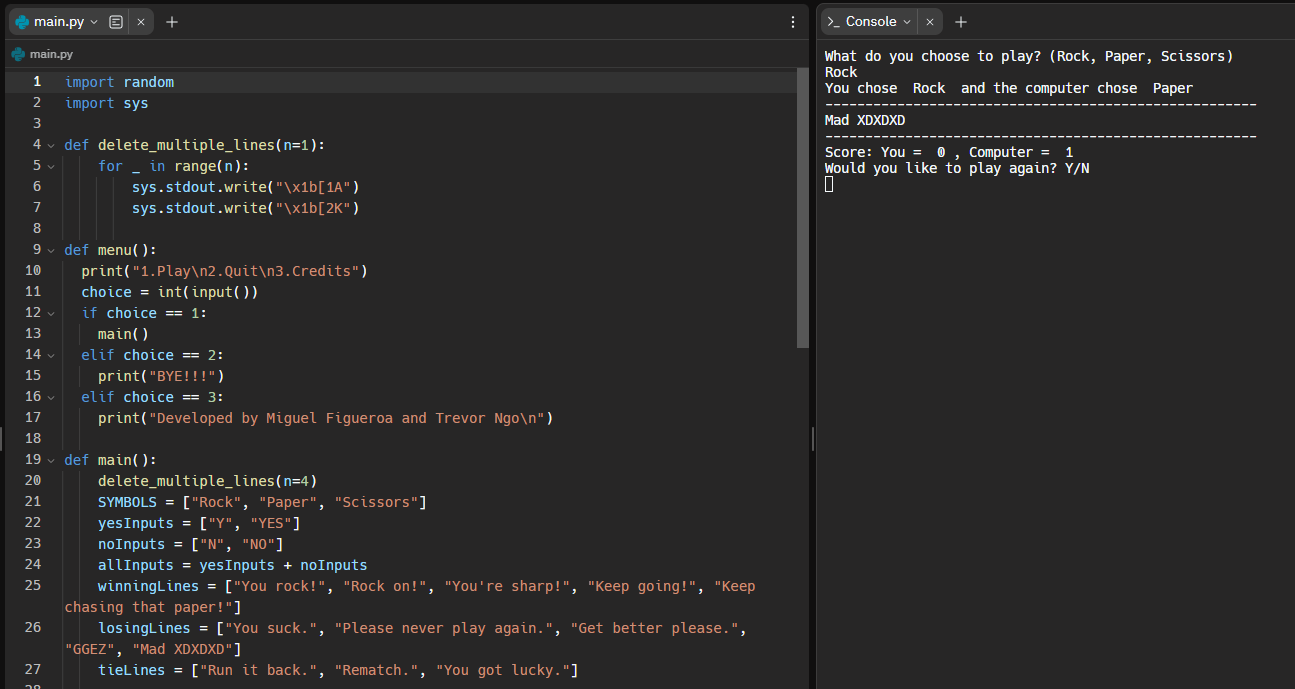 main.py
main.py
1 import random
2 import sys
3
4 def delete_multiple_lines(n=1):
5 for _ in range(n):
6 sys.stdout.write("\x1b[1A")
7 sys.stdout.write("\x1b[2K")
8
9 def menu():
10 print("1.Play\n2.Quit\n3.Credits")
11 choice = int(input())
12 if choice == 1:
13 main()
14 elif choice == 2:
15 print("BYE!!!")
16 elif choice == 3:
17 print("Developed by Miguel Figueroa and Trevor Ngo\n")
18
19 def main():
20 delete_multiple_lines(n=4)
21 SYMBOLS = ["Rock", "Paper", "Scissors"]
22 yesInputs = ["Y", "YES"]
23 noInputs = ["N", "NO"]
24 allInputs = yesInputs + noInputs
25 winningLines = ["You rock!", "Rock on!", "You're sharp!", "Keep going!", "Keep
chasing that paper!"]
26 losingLines = ["You suck.", "Please never play again.", "Get better please.",
"GGEZ", "Mad XDXDXD"]
27 tieLines = ["Run it back.", "Rematch.", "You got lucky."]
28
Console
What do you choose to play? (Rock, Paper, Scissors)
Rock
You chose  Rock  and the computer chose  Paper
------------------------------------------------------
Mad XDXDXD
------------------------------------------------------
Score: You =  0 , Computer =  1
Would you like to play again? Y/N